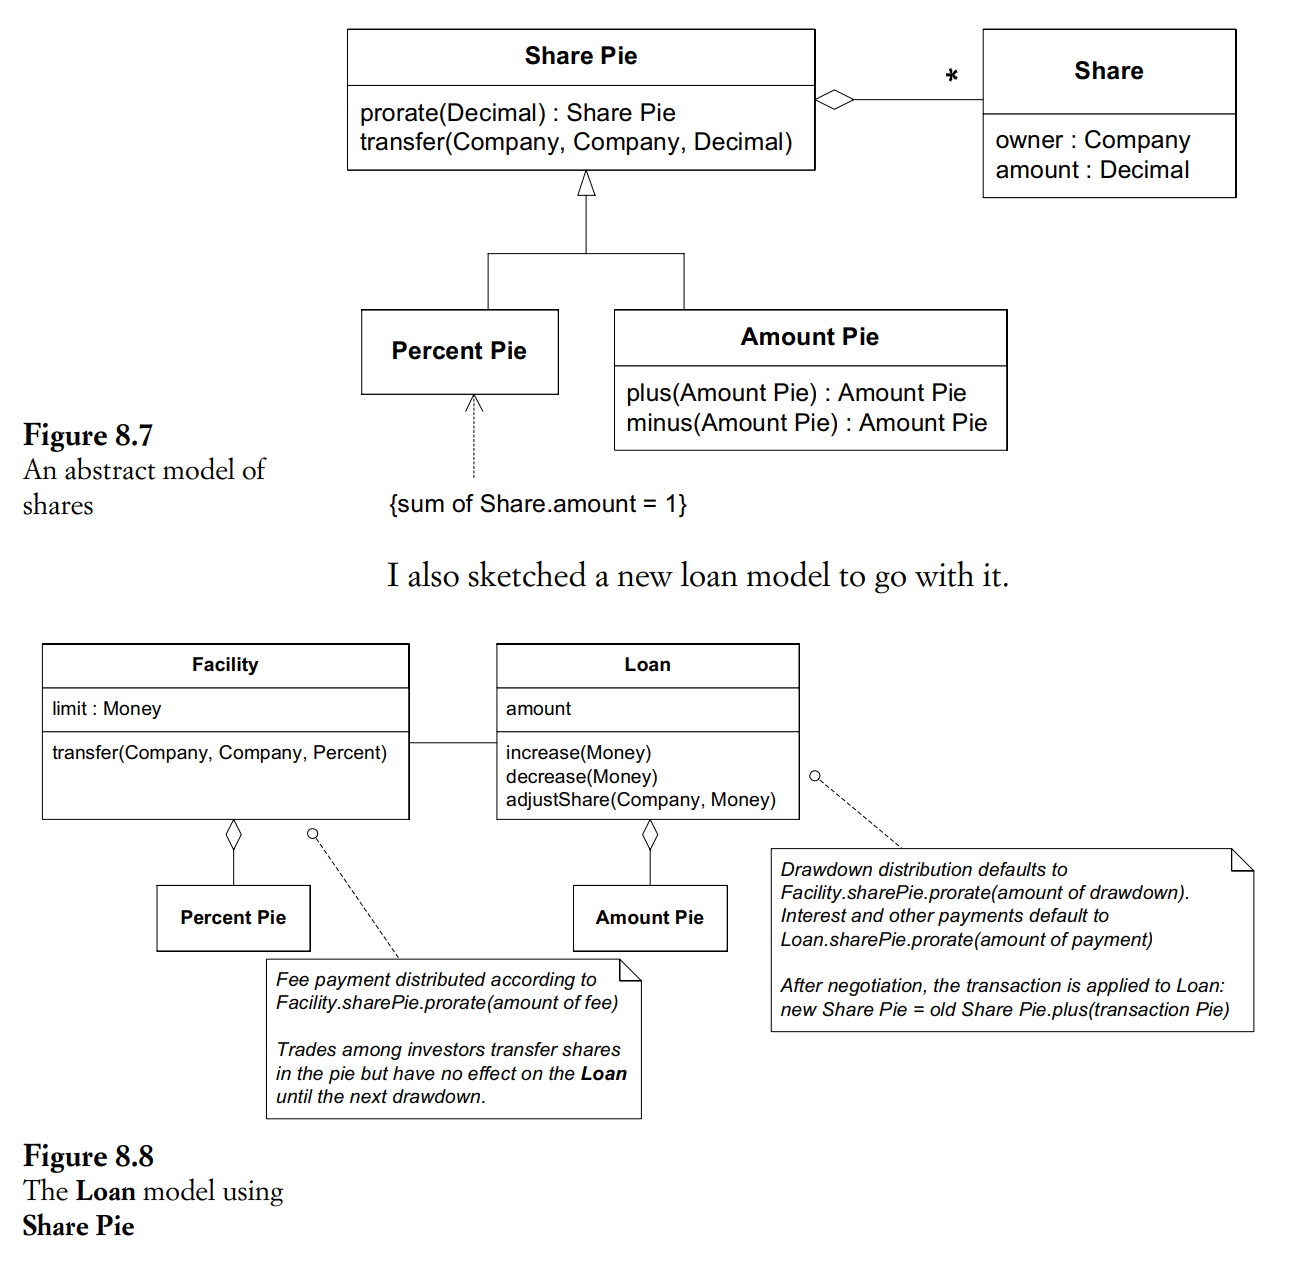 Share Pie
prorate(Decimal) : Share Pie
transfer(Company, Company, Decimal)
*
Share
owner : Company
amount : Decimal
Percent Pie
Amount Pie
plus(Amount Pie) : Amount Pie
minus(Amount Pie) : Amount Pie
{sum of Share.amount = 1}
Figure 8.7
An abstract model of
shares
I also sketched a new loan model to go with it.
Facility
limit : Money
transfer(Company, Company, Percent)
Loan
amount
increase(Money)
decrease(Money)
adjustShare(Company, Money)
Percent Pie
Amount Pie
Drawdown distribution defaults to
Facility.sharePie.prorate(amount of drawdown).
Interest and other payments default to
Loan.sharePie.prorate(amount of payment)
After negotiation, the transaction is applied to Loan:
new Share Pie = old Share Pie.plus(transaction Pie)
Fee payment distributed according to
Facility.sharePie.prorate(amount of fee)
Trades among investors transfer shares
in the pie but have no effect on the Loan
until the next drawdown.
Figure 8.8
The Loan model using
Share Pie